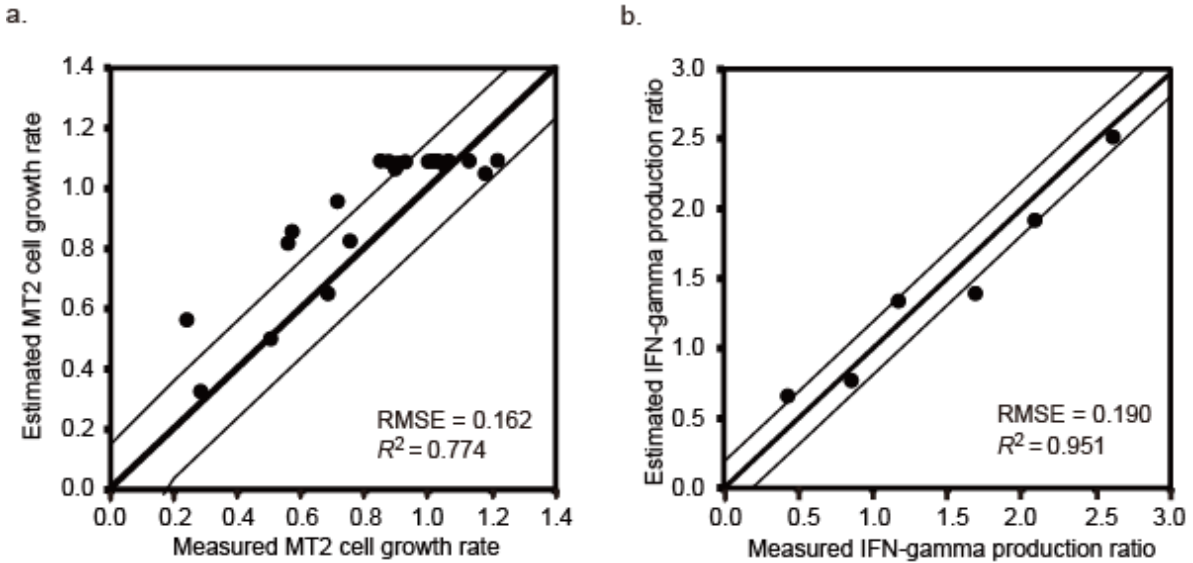 a.
Estimated MT2 cell growth rate
1.4
1.2
1.0
0.8
0.6
0.4
0.2
0.0
RMSE = 0.162
R² = 0.774
0.0 0.2 0.4 0.6 0.8 1.0 1.2 1.4
Measured MT2 cell growth rate
b.
Estimated IFN-gamma production ratio
3.0
2.5
2.0
1.5
1.0
0.5
0.0
RMSE = 0.190
R² = 0.951
0.0 0.5 1.0 1.5 2.0 2.5 3.0
Measured IFN-gamma production ratio